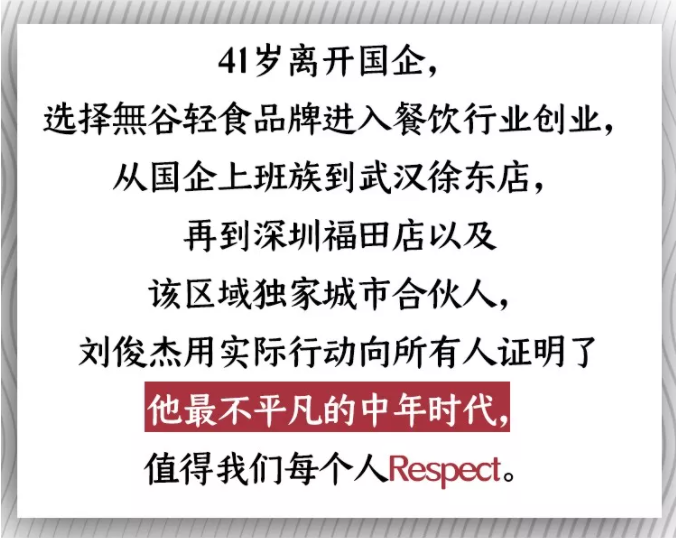 41岁离开国企，
选择無谷轻食品牌进入餐饮行业创业，
从国企上班族到武汉徐东店，
再到深圳福田店以及
该区域独家城市合伙人，
刘俊杰用实际行动向所有人证明了
他最不平凡的中年时代，
值得我们每个人Respect。